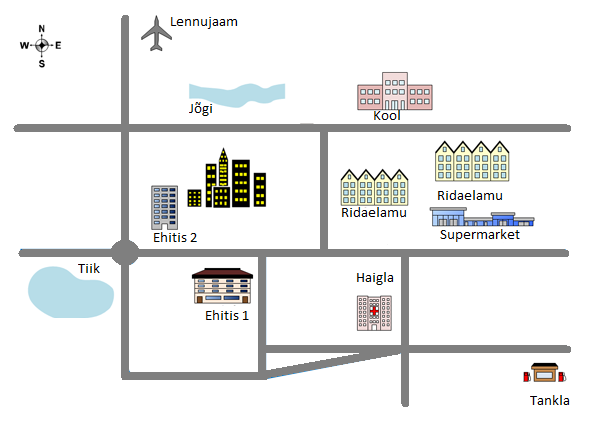 Lennujaam
N
W E
S
Jõgi
Kool
Ridaelamu
Ridaelamu
Ehitis 2
Supermarket
Tiik
Haigla
Ehitis 1
Tankla